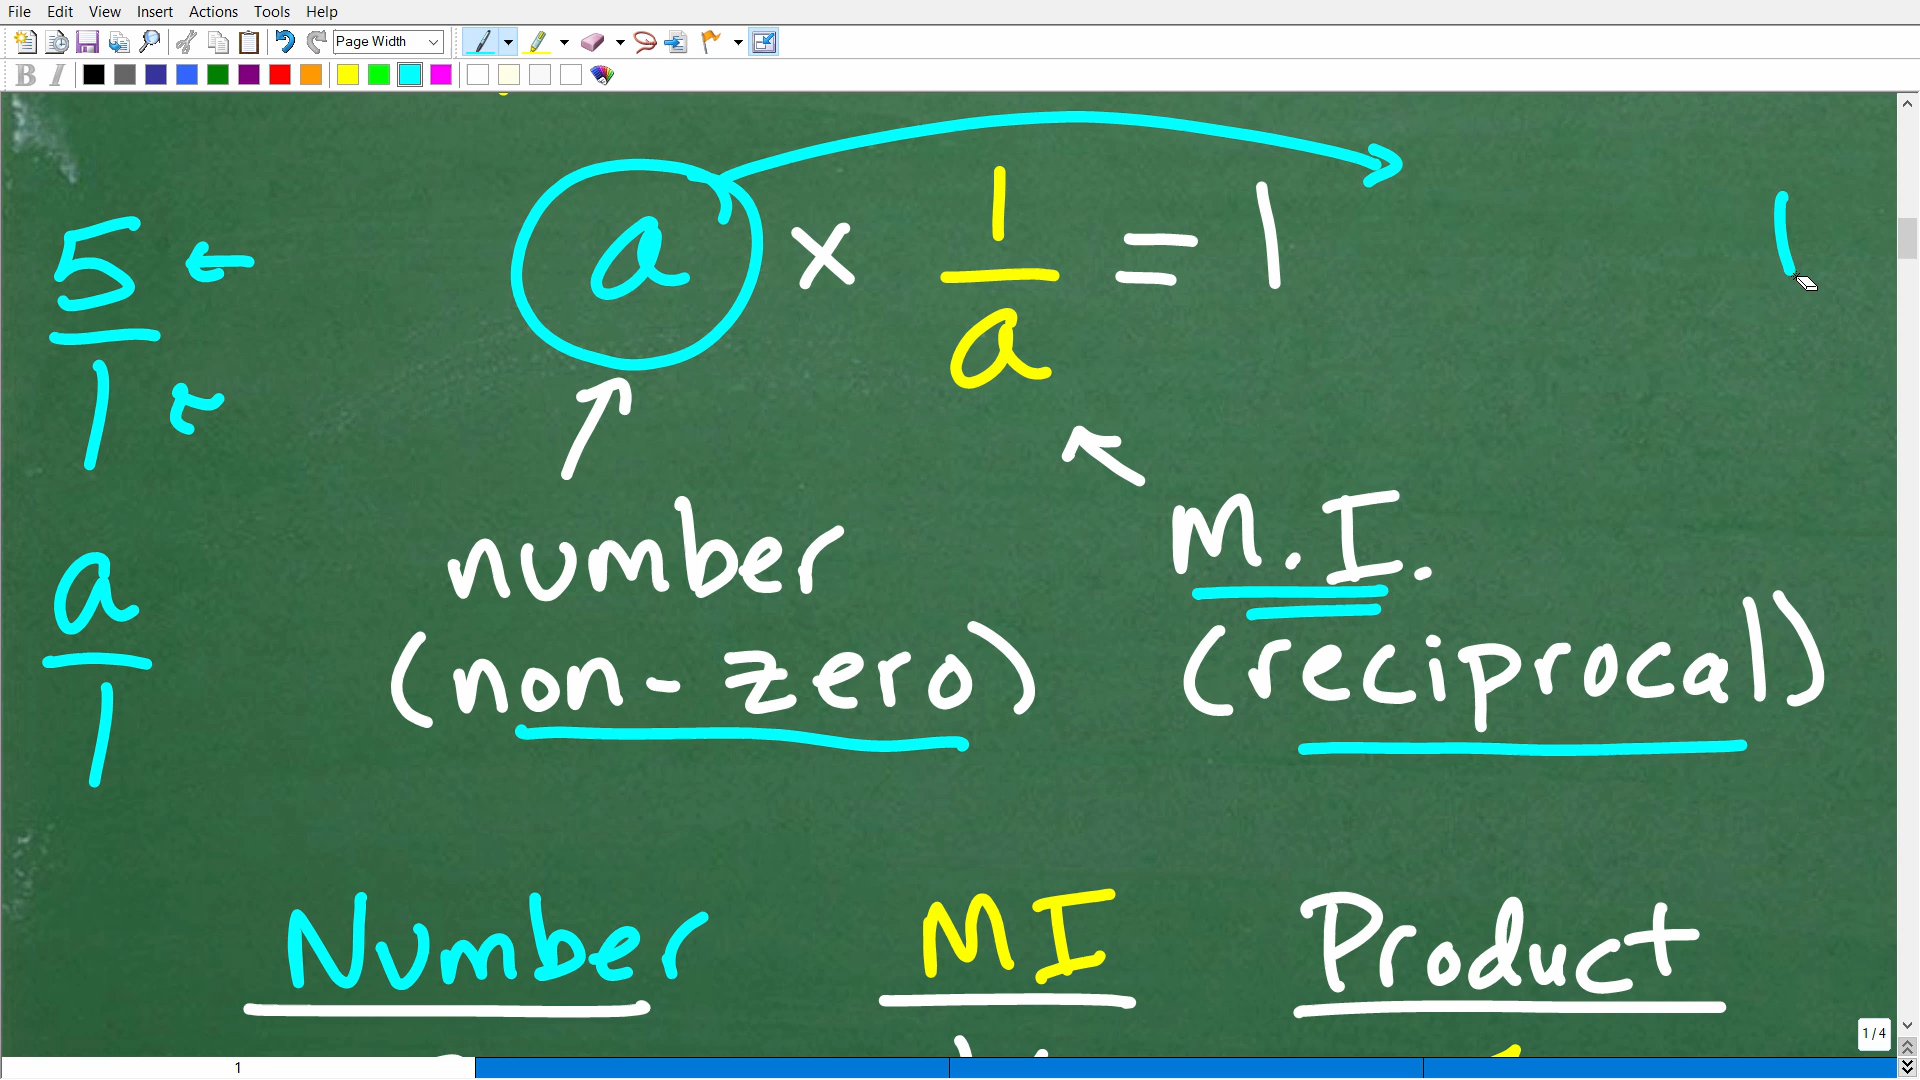 File Edit View Insert Actions Tools Help
Page Width
B I
a × 1/a = 1
5/1
1
number
(non-zero)
M.I.
(reciprocal)
a/1
Number MI Product
1/4
1